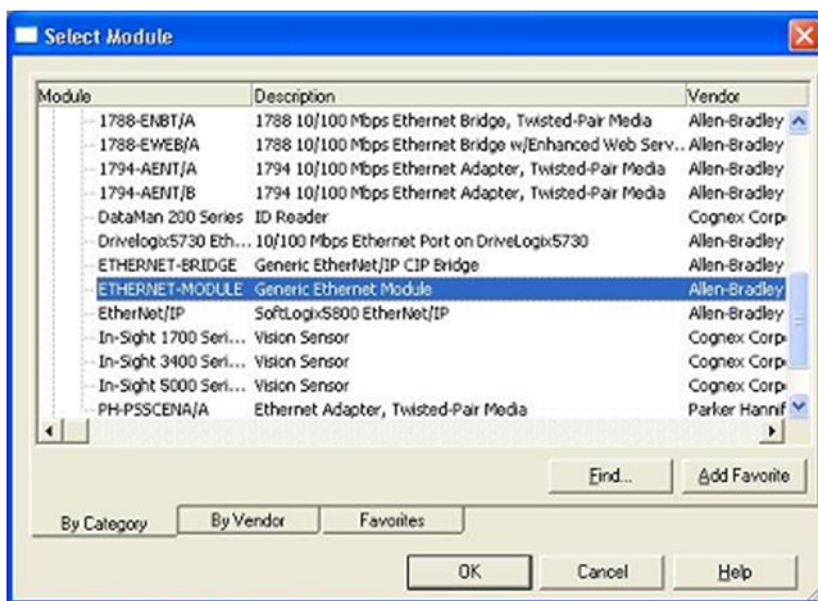 Select Module
Module Description Vendor
1788-ENBT/A 1788 10/100 Mbps Ethernet Bridge, Twisted-Pair Media Allen-Bradley
1788-EWEB/A 1788 10/100 Mbps Ethernet Bridge w/Enhanced Web Serv... Allen-Bradley
1794-AENT/A 1794 10/100 Mbps Ethernet Adapter, Twisted-Pair Media Allen-Bradley
1794-AENT/B 1794 10/100 Mbps Ethernet Adapter, Twisted-Pair Media Allen-Bradley
DataMan 200 Series ID Reader Cognex Corp
Drivelogix5730 Eth... 10/100 Mbps Ethernet Port on DriveLogix5730 Allen-Bradley
ETHERNET-BRIDGE Generic EtherNet/IP CIP Bridge Allen-Bradley
ETHERNET-MODULE Generic Ethernet Module Allen-Bradley
EtherNet/IP SoftLogix5800 EtherNet/IP Allen-Bradley
In-Sight 1700 Seri... Vision Sensor Cognex Corp
In-Sight 3400 Seri... Vision Sensor Cognex Corp
In-Sight 5000 Seri... Vision Sensor Cognex Corp
PH-PSSCENA/A Ethernet Adapter, Twisted-Pair Media Parker Hannif
Find... Add Favorite
By Category By Vendor Favorites
OK Cancel Help